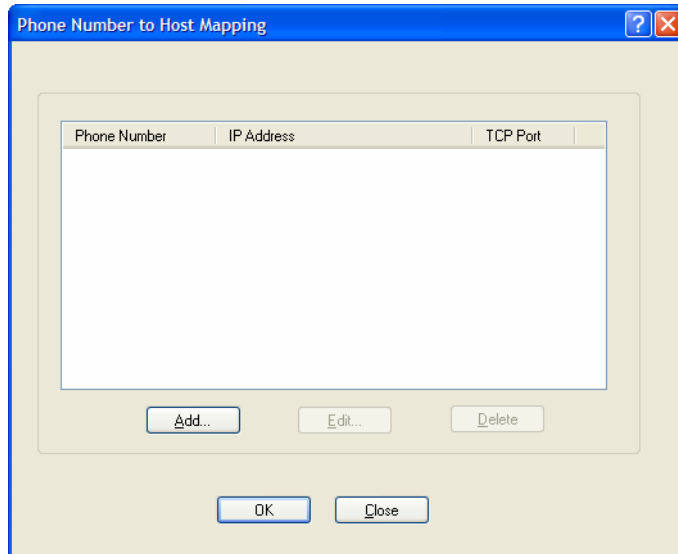 Phone Number to Host Mapping
?
Phone Number IP Address TCP Port
Add... Edit... Delete
OK Close